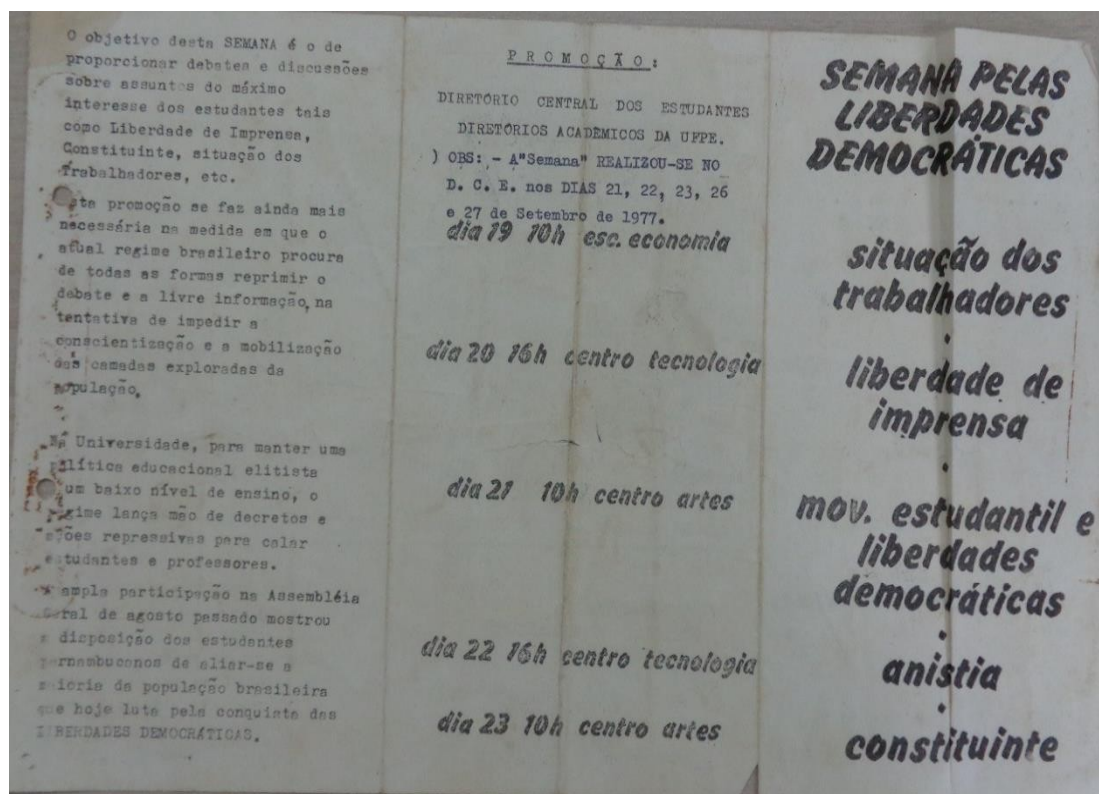 O objetivo desta SEMANA é o de
proporcionar debates e discussões
sobre assuntos do máximo
interesse dos estudantes tais
como Liberdade de Imprensa,
Constituinte, situação dos
Trabalhadores, etc.
Esta promoção se faz ainda mais
necessária na medida em que o
atual regime brasileiro procura
de todas as formas reprimir o
debate e a livre informação, na
tentativa de impedir a
conscientização e a mobilização
das camadas exploradas da
população.
Na Universidade, para manter uma
política educacional elitista
um baixo nível de ensino, o
regime lança mão de decretos e
ações repressivas para calar
estudantes e professores.
A ampla participação na Assembléia
Geral de agosto passado mostrou
a disposição dos estudantes
pernambucanos de aliar-se a
maioria da população brasileira
que hoje luta pela conquista das
LIBERDADES DEMOCRÁTICAS.
PROMOÇÃO:
DIRETÓRIO CENTRAL DOS ESTUDANTES
DIRETÓRIOS ACADÊMICOS DA UFPE.
) OBS: - A"Semana" REALIZOU-SE NO
D. C. E. nos DIAS 21, 22, 23, 26
e 27 de Setembro de 1977.
dia 19 10h esc. economia
dia 20 16h centro tecnologia
dia 21 10h centro artes
dia 22 16h centro tecnologia
dia 23 10h centro artes
SEMANA PELAS
LIBERDADES
DEMOCRÁTICAS
situação dos
trabalhadores
•
liberdade de
imprensa
•
mov. estudantil e
liberdades
democráticas
•
anistia
•
constituinte